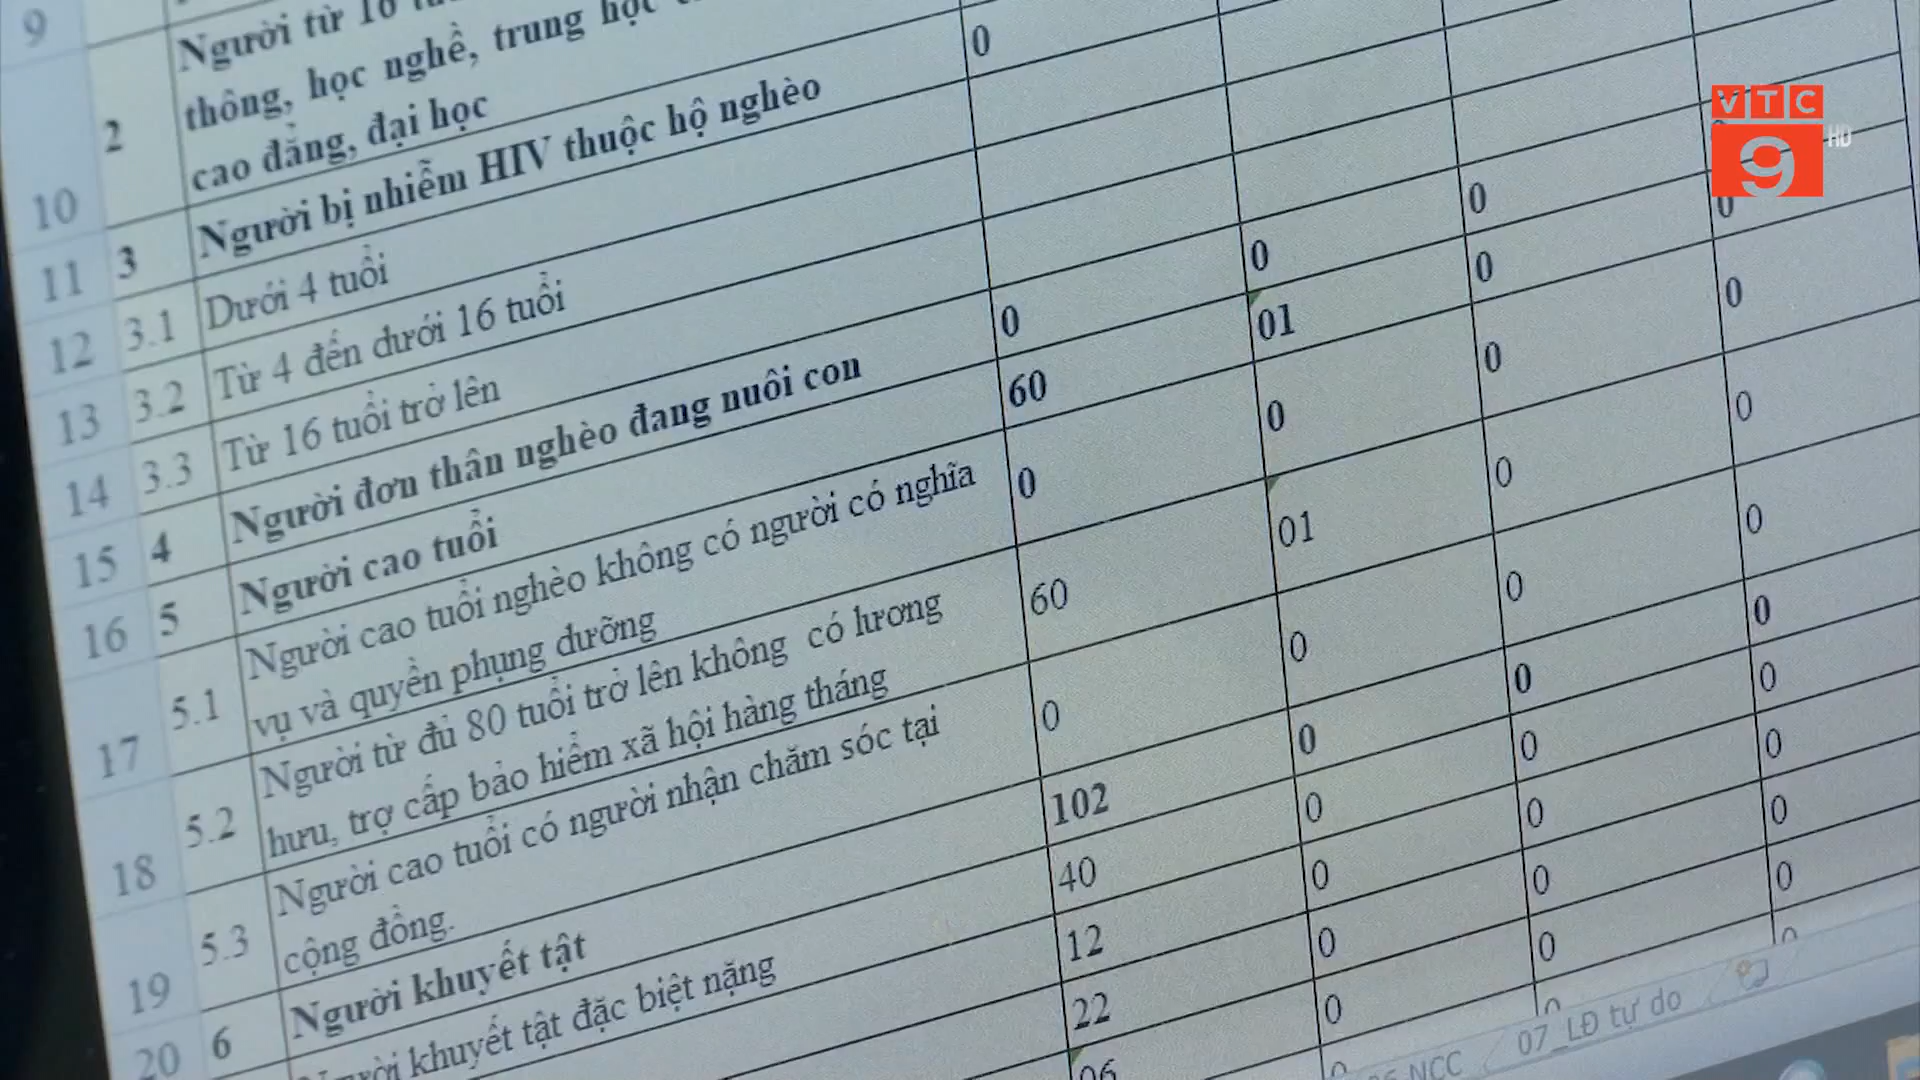 9
2
Người từ 16
thông, học nghề, trung học
cao đẳng, đại học
0
10
3
Người bị nhiễm HIV thuộc hộ nghèo
11
3.1
Dưới 4 tuổi
12
3.2
Từ 4 đến dưới 16 tuổi
13
3.3
Từ 16 tuổi trở lên
14
4
Người đơn thân nghèo đang nuôi con
0 0 0 0
15
5
Người cao tuổi
60 01 0 0
16
5.1
Người cao tuổi nghèo không có người có nghĩa
vụ và quyền phụng dưỡng
0 0 0 0
17
5.2
Người từ đủ 80 tuổi trở lên không có lương
hưu, trợ cấp bảo hiểm xã hội hàng tháng
60 01 0 0
18
5.3
Người cao tuổi có người nhận chăm sóc tại
cộng đồng.
0 0 0 0
19
6
Người khuyết tật
102 0 0 0
20
khuyết tật đặc biệt nặng
40 0 0 0
12 0 0 0
22 0 0 0
06 0 0 0
NCC
07_LĐ tự do
VTC
9
HD